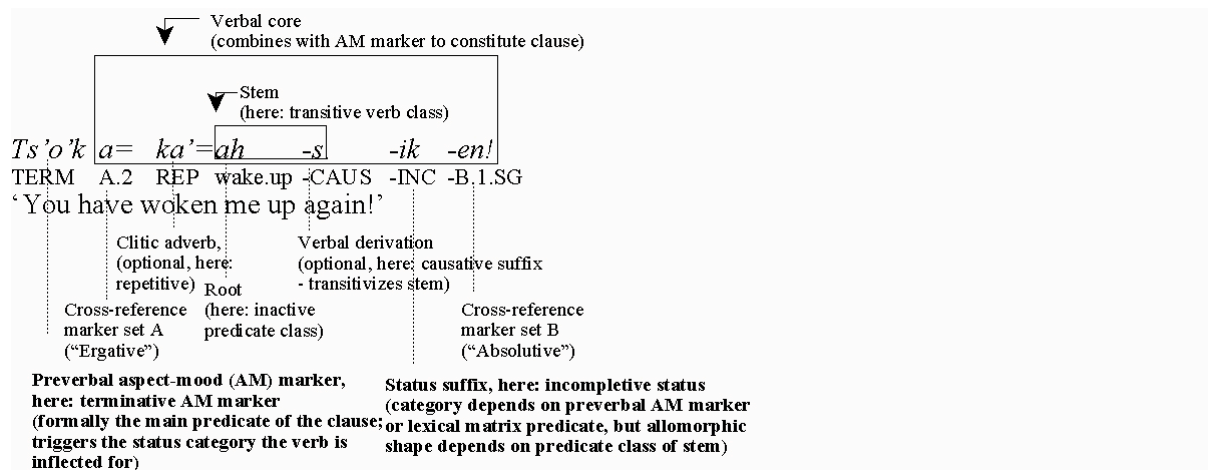 Verbal core
(combines with AM marker to constitute clause)
Stem
(here: transitive verb class)
Ts'o'k a= ka'=ah -s -ik -en!
TERM A.2 REP wake.up -CAUS -INC -B.1.SG
‘You have woken me up again!’
Clitic adverb,
(optional, here:
repetitive)
Root
(here: inactive
predicate class)
Verbal derivation
(optional, here: causative suffix
- transitivizes stem)
Cross-reference
marker set A
(“Ergative”)
Cross-reference
marker set B
(“Absolutive”)
Preverbal aspect-mood (AM) marker,
here: terminative AM marker
(formally the main predicate of the clause;
triggers the status category the verb is
inflected for)
Status suffix, here: incompletive status
(category depends on preverbal AM marker
or lexical matrix predicate, but allomorphic
shape depends on predicate class of stem)